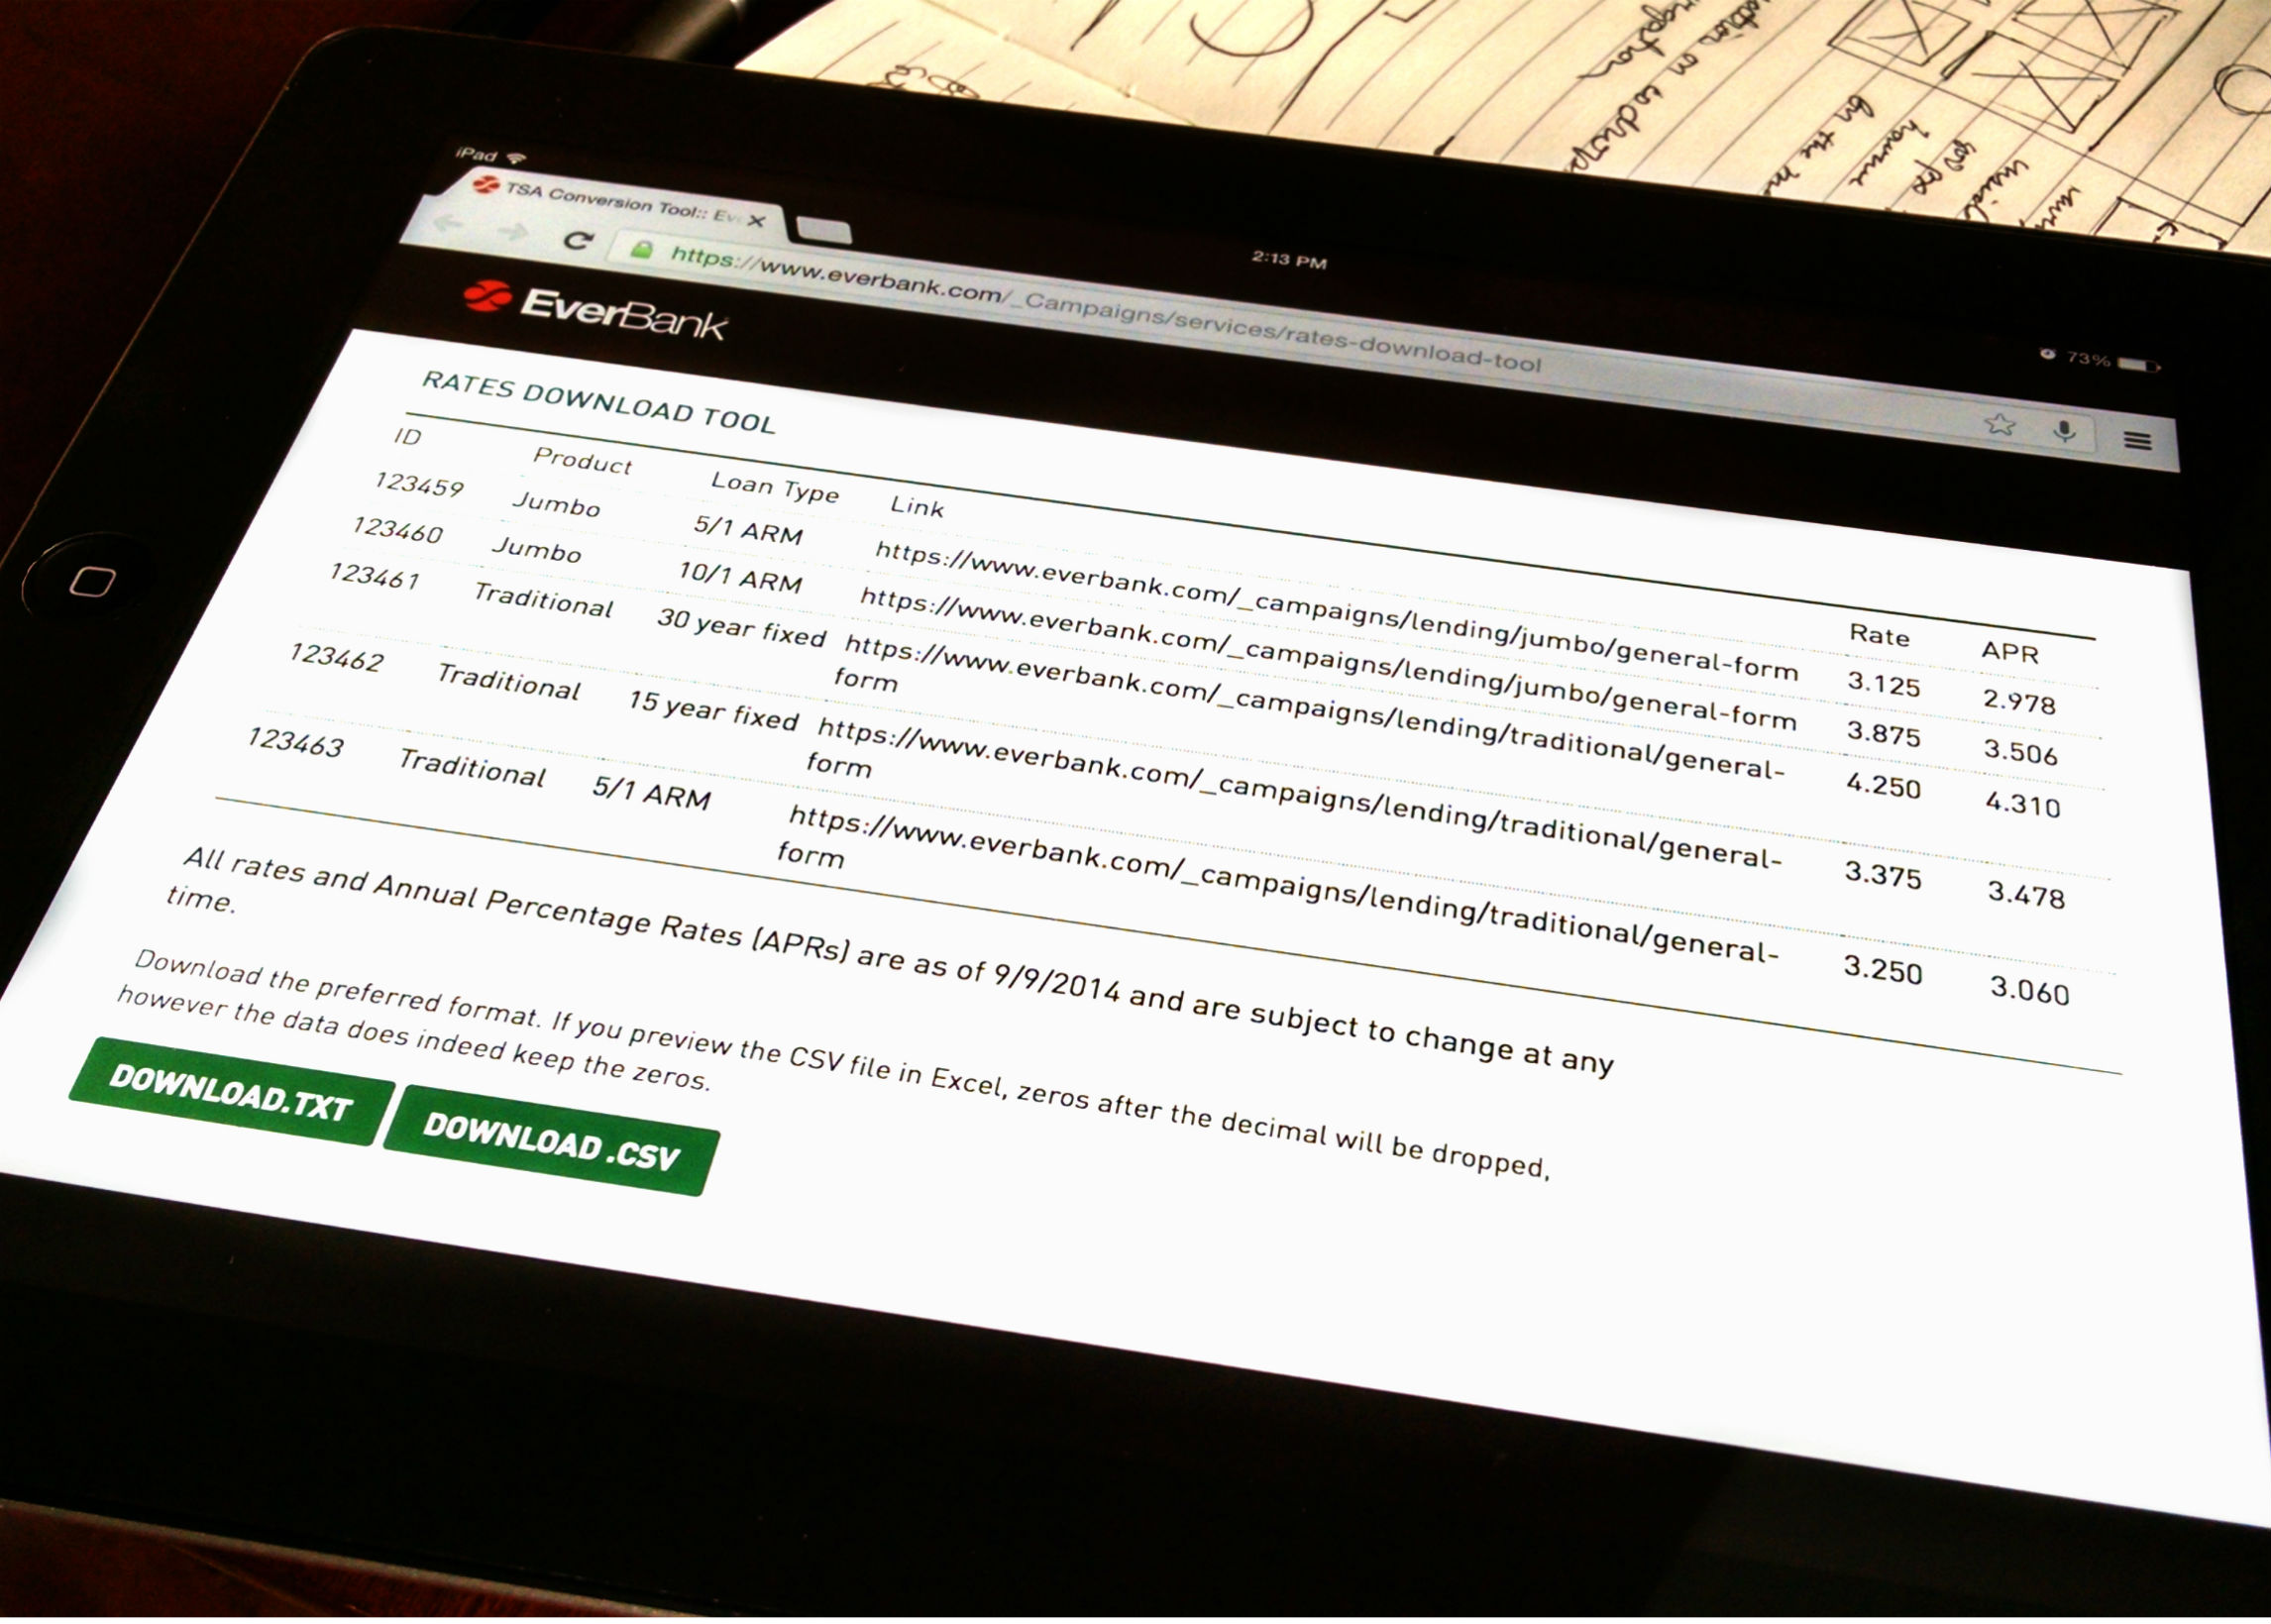 iPad
TSA Conversion Tool:: Ev
2:13 PM
73%
https://www.everbank.com/_Campaigns/services/rates-download-tool
EverBank
RATES DOWNLOAD TOOL
ID Product Loan Type Link Rate APR
123459 Jumbo 5/1 ARM https://www.everbank.com/_campaigns/lending/jumbo/general-form 3.125 2.978
123460 Jumbo 10/1 ARM https://www.everbank.com/_campaigns/lending/jumbo/general-form 3.875 3.506
123461 Traditional 30 year fixed https://www.everbank.com/_campaigns/lending/traditional/general- 4.250 4.310
form
123462 Traditional 15 year fixed https://www.everbank.com/_campaigns/lending/traditional/general- 3.375 3.478
form
123463 Traditional 5/1 ARM https://www.everbank.com/_campaigns/lending/traditional/general- 3.250 3.060
form
All rates and Annual Percentage Rates (APRs) are as of 9/9/2014 and are subject to change at any
time.
Download the preferred format. If you preview the CSV file in Excel, zeros after the decimal will be dropped,
however the data does indeed keep the zeros.
DOWNLOAD.TXT DOWNLOAD .CSV